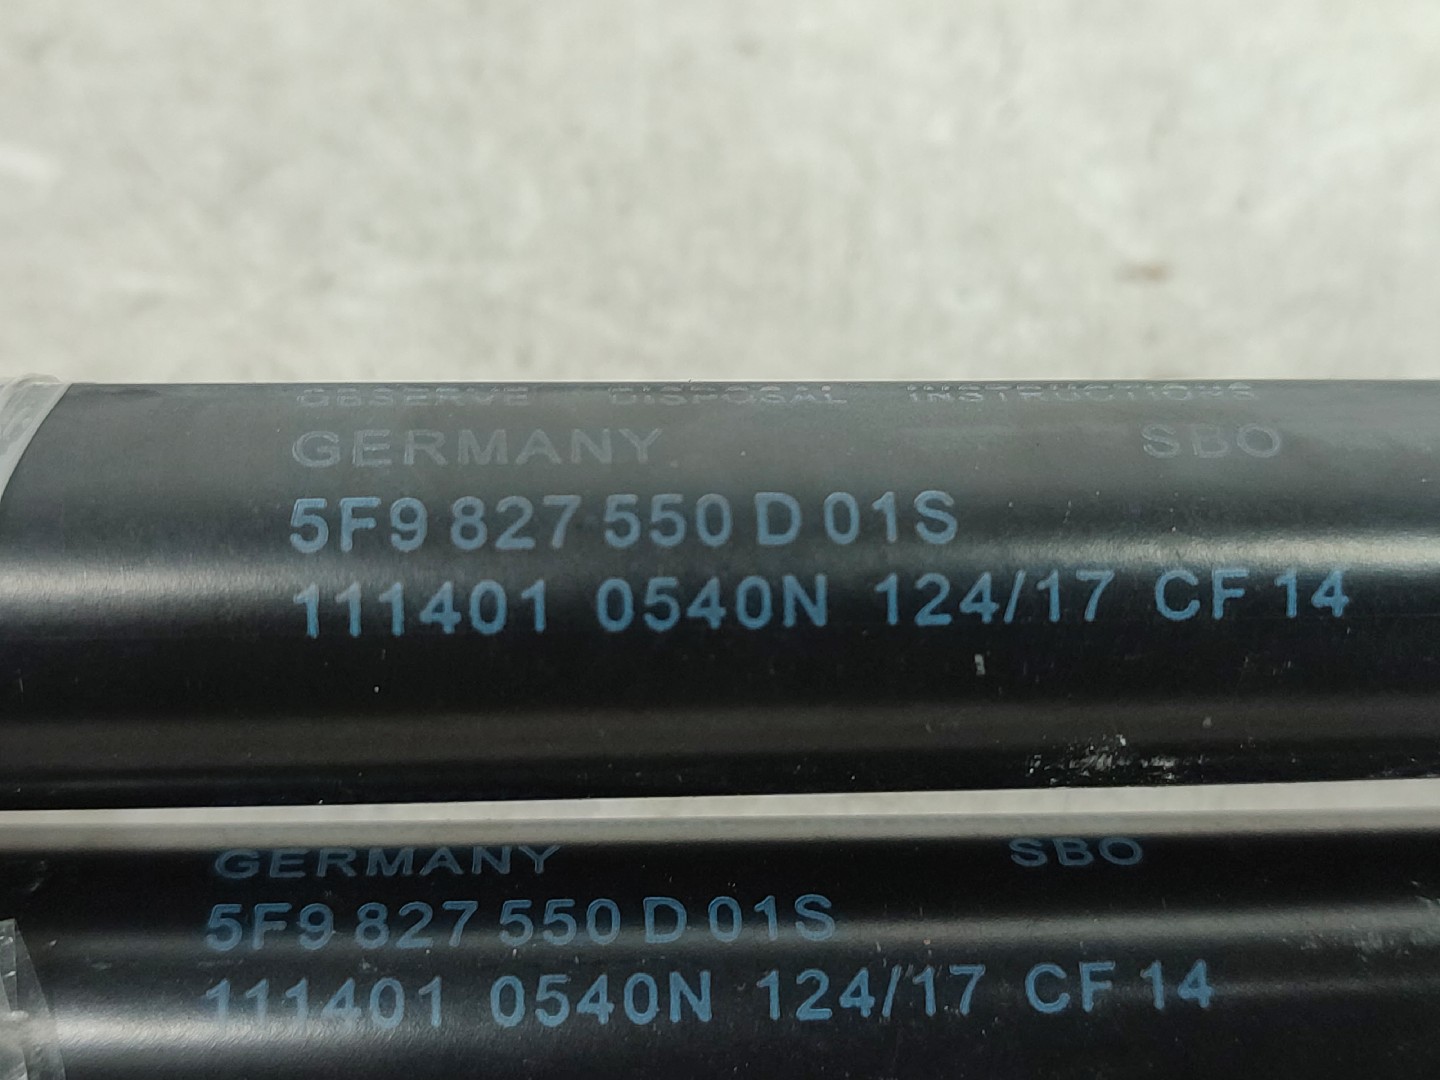 OBSERVE DISPOSAL INSTRUCTIONS
GERMANY SBO
5F9 827 550 D 01S
111401 0540N 124/17 CF 14
GERMANY SBO
5F9 827 550 D 01S
111401 0540N 124/17 CF 14